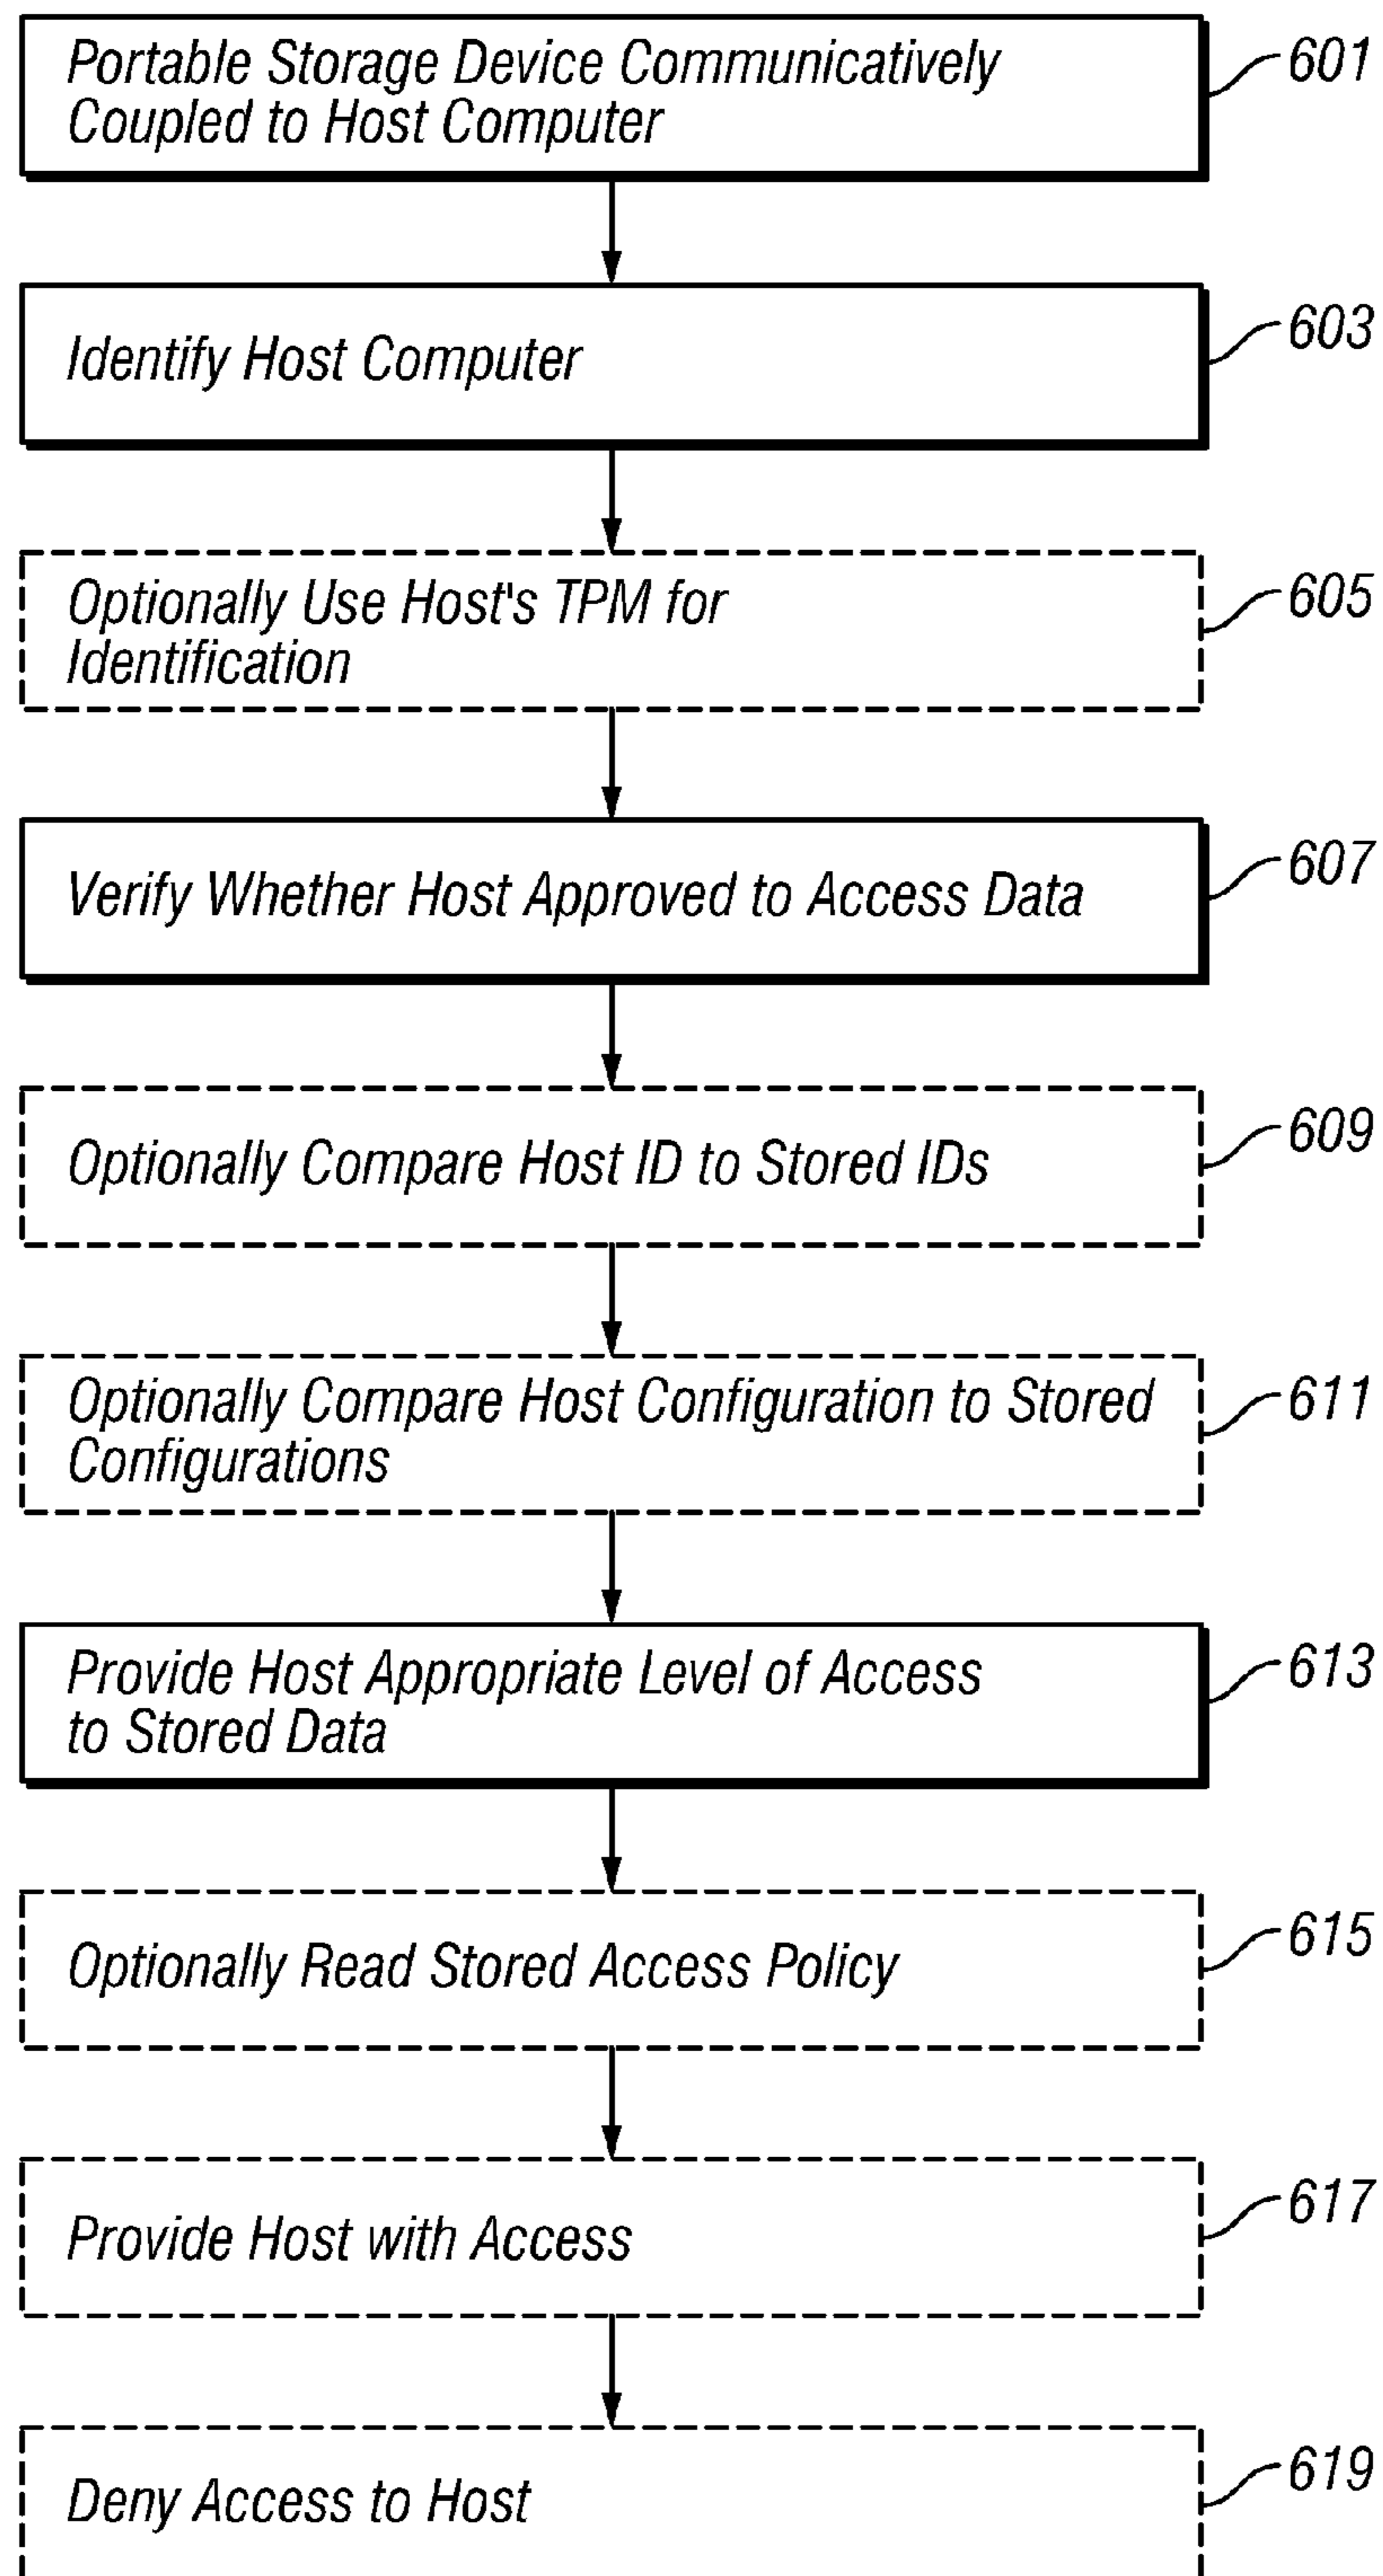 Portable Storage Device Communicatively
Coupled to Host Computer
601
Identify Host Computer
603
Optionally Use Host's TPM for
Identification
605
Verify Whether Host Approved to Access Data
607
Optionally Compare Host ID to Stored IDs
609
Optionally Compare Host Configuration to Stored
Configurations
611
Provide Host Appropriate Level of Access
to Stored Data
613
Optionally Read Stored Access Policy
615
Provide Host with Access
617
Deny Access to Host
619